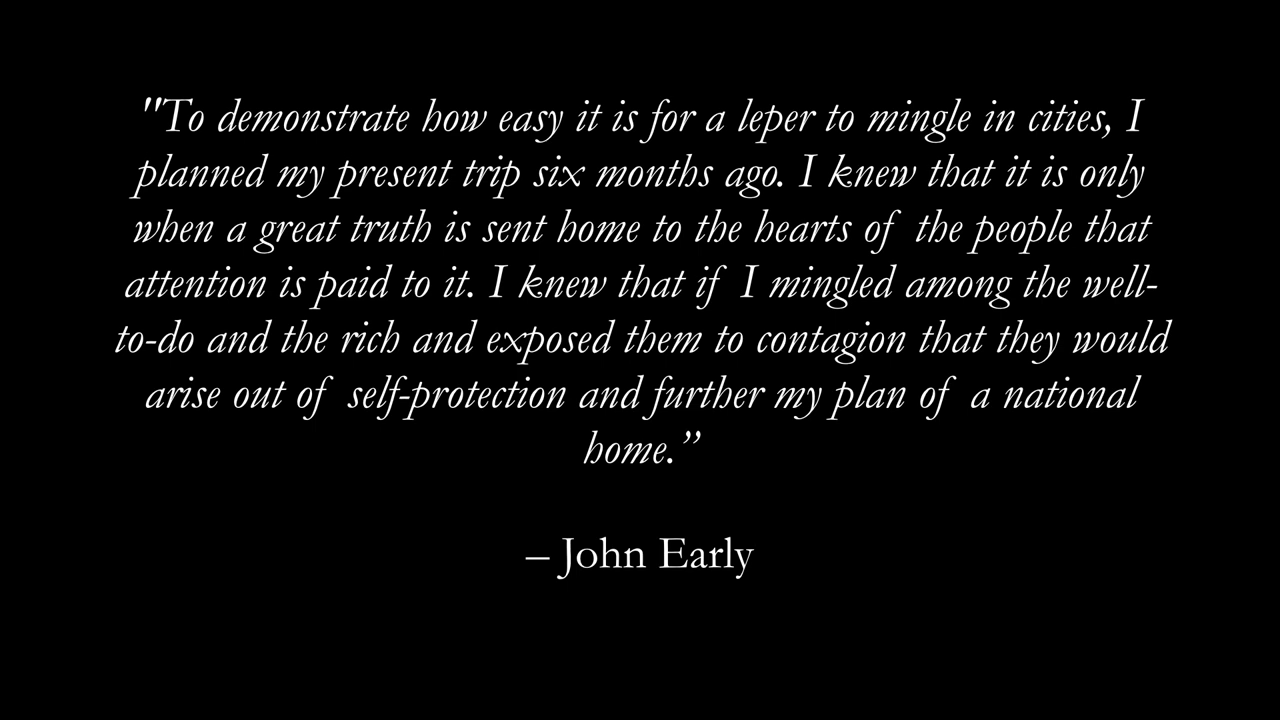 "To demonstrate how easy it is for a leper to mingle in cities, I
planned my present trip six months ago. I knew that it is only
when a great truth is sent home to the hearts of the people that
attention is paid to it. I knew that if I mingled among the well-
to-do and the rich and exposed them to contagion that they would
arise out of self-protection and further my plan of a national
home.”
– John Early